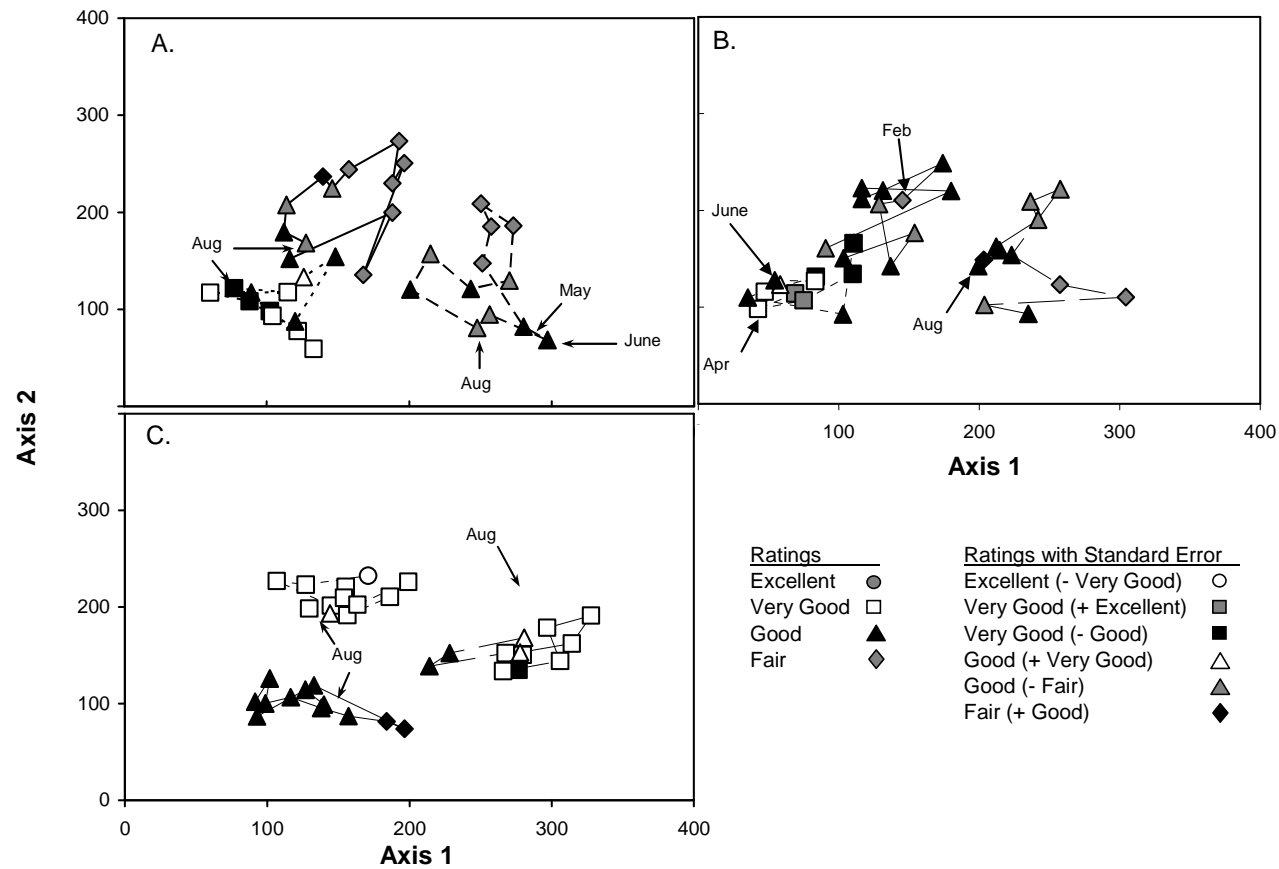 400
300
200
100
A.
Aug
May
June
Aug
B.
Feb
June
Apr
Aug
100
200
300
400
Axis 1
Axis 2
C.
Aug
Aug
300
200
100
0
0
100
200
300
400
Axis 1
Ratings
Excellent
Very Good
Good
Fair
Ratings with Standard Error
Excellent (- Very Good)
Very Good (+ Excellent)
Very Good (- Good)
Good (+ Very Good)
Good (- Fair)
Fair (+ Good)